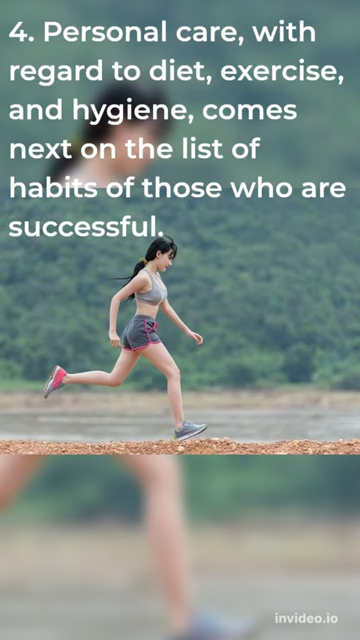 4. Personal care, with
regard to diet, exercise,
and hygiene, comes
next on the list of
habits of those who are
successful.
invideo.io